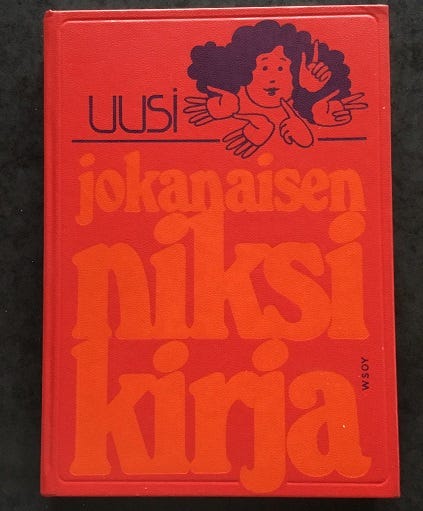 uusi
jokanaisen
niksi
kirja
WSOY